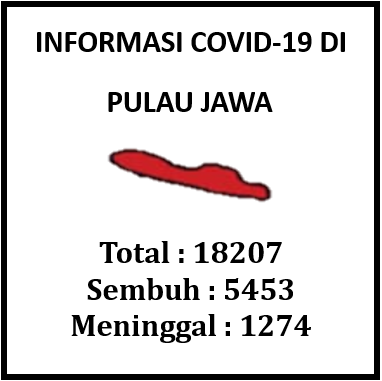 INFORMASI COVID-19 DI
PULAU JAWA
Total : 18207
Sembuh : 5453
Meninggal : 1274